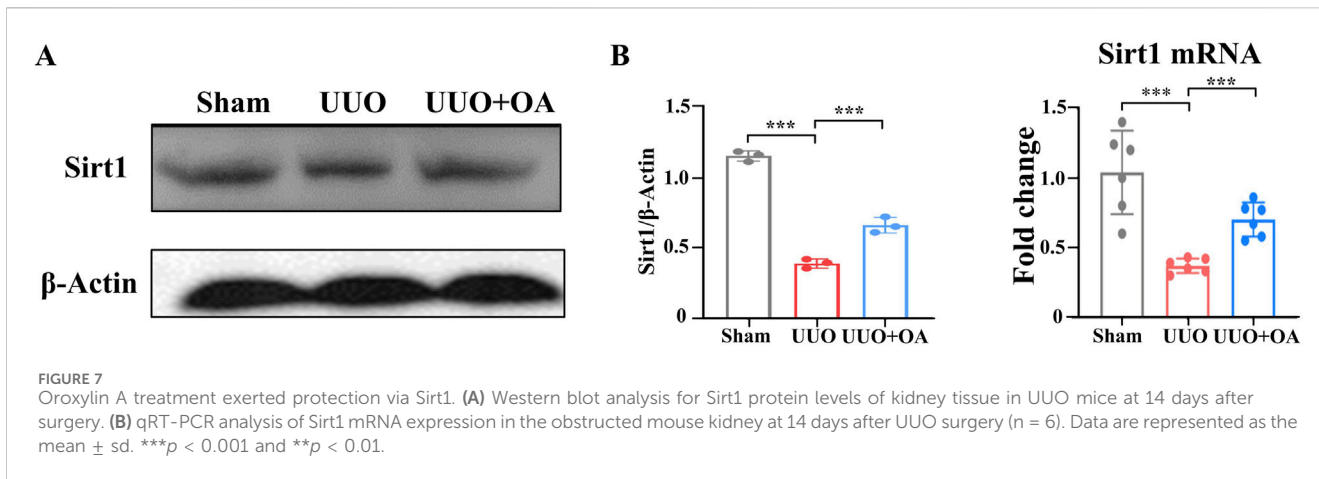 A
Sham UUO UUO+OA
Sirt1
β-Actin
B
Sirt1/β-Actin
1.5
1.0
0.5
0
*** ***
Sham UUO UUO+OA
Sirt1 mRNA
Fold change
1.5
1.0
0.5
0
*** ***
Sham UUO UUO+OA
FIGURE 7
Oroxylin A treatment exerted protection via Sirt1. (A) Western blot analysis for Sirt1 protein levels of kidney tissue in UUO mice at 14 days after
surgery. (B) qRT-PCR analysis of Sirt1 mRNA expression in the obstructed mouse kidney at 14 days after UUO surgery (n = 6). Data are represented as the
mean ± sd. ***p < 0.001 and **p < 0.01.